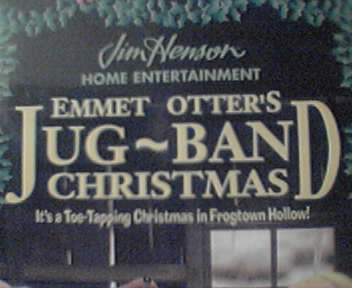 Jim Henson
HOME ENTERTAINMENT
EMMET OTTER'S
JUG~BAND
CHRISTMAS
It's a Toe-Tapping Christmas in Frogtown Hollow!